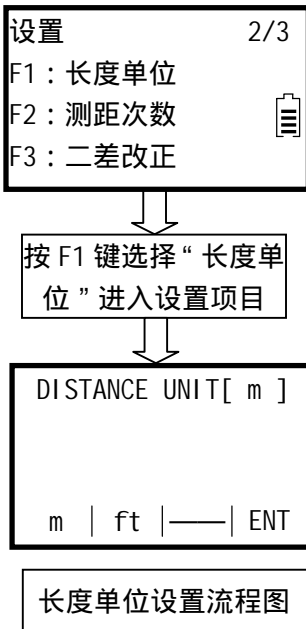 设置 2/3
F1：长度单位
F2：测距次数
F3：二差改正
按 F1 键选择“长度单
位”进入设置项目
DISTANCE UNIT[ m ]
m | ft |——| ENT
长度单位设置流程图